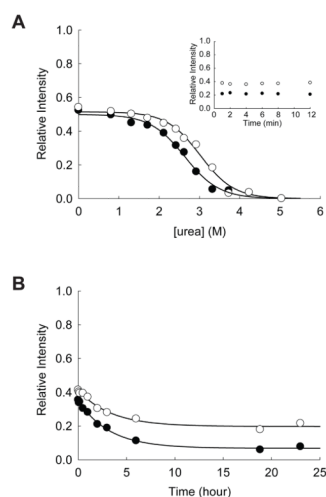 A
Relative Intensity
1.0
0.8
0.6
0.4
0.2
0.0
0 1 2 3 4 5 6
[urea] (M)
Relative Intensity
1.0
0.8
0.6
0.4
0.2
0.0
0 2 4 6 8 10 12
Time (min)
B
Relative Intensity
1.0
0.8
0.6
0.4
0.2
0.0
0 5 10 15 20 25
Time (hour)